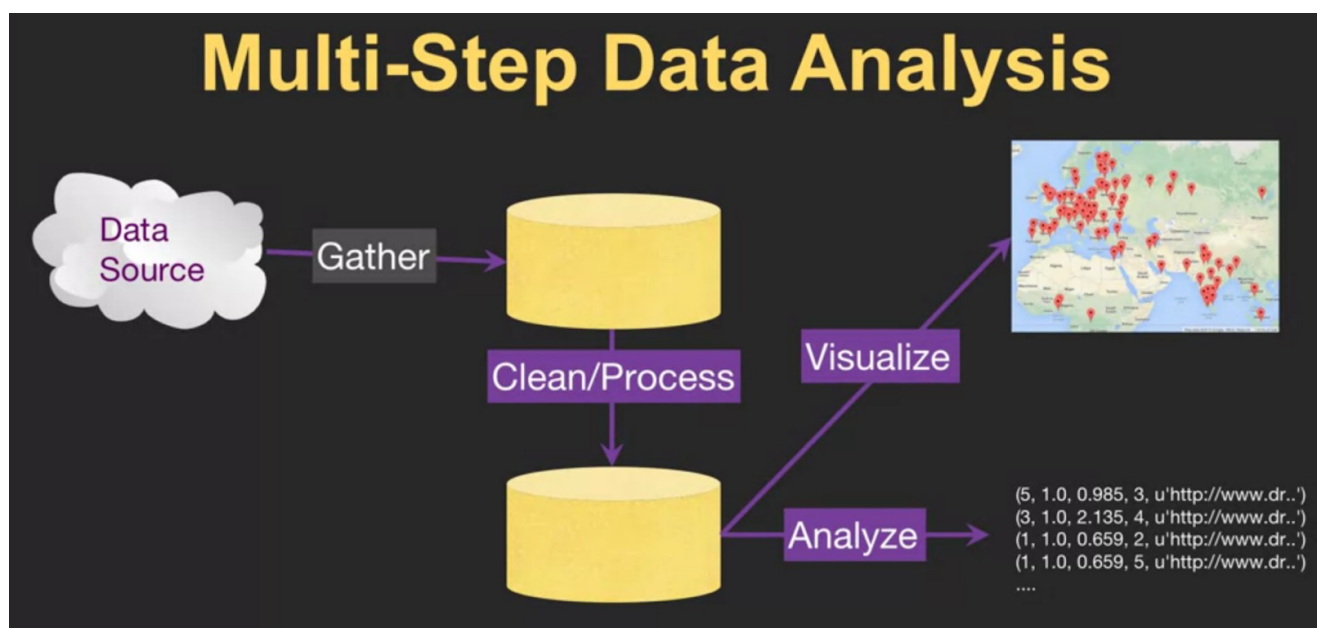 Multi-Step Data Analysis
Data
Source
Gather
Clean/Process
Visualize
Analyze
(5, 1.0, 0.985, 3, u'http://www.dr..')
(3, 1.0, 2.135, 4, u'http://www.dr..')
(1, 1.0, 0.659, 2, u'http://www.dr..')
(1, 1.0, 0.659, 5, u'http://www.dr..')
....